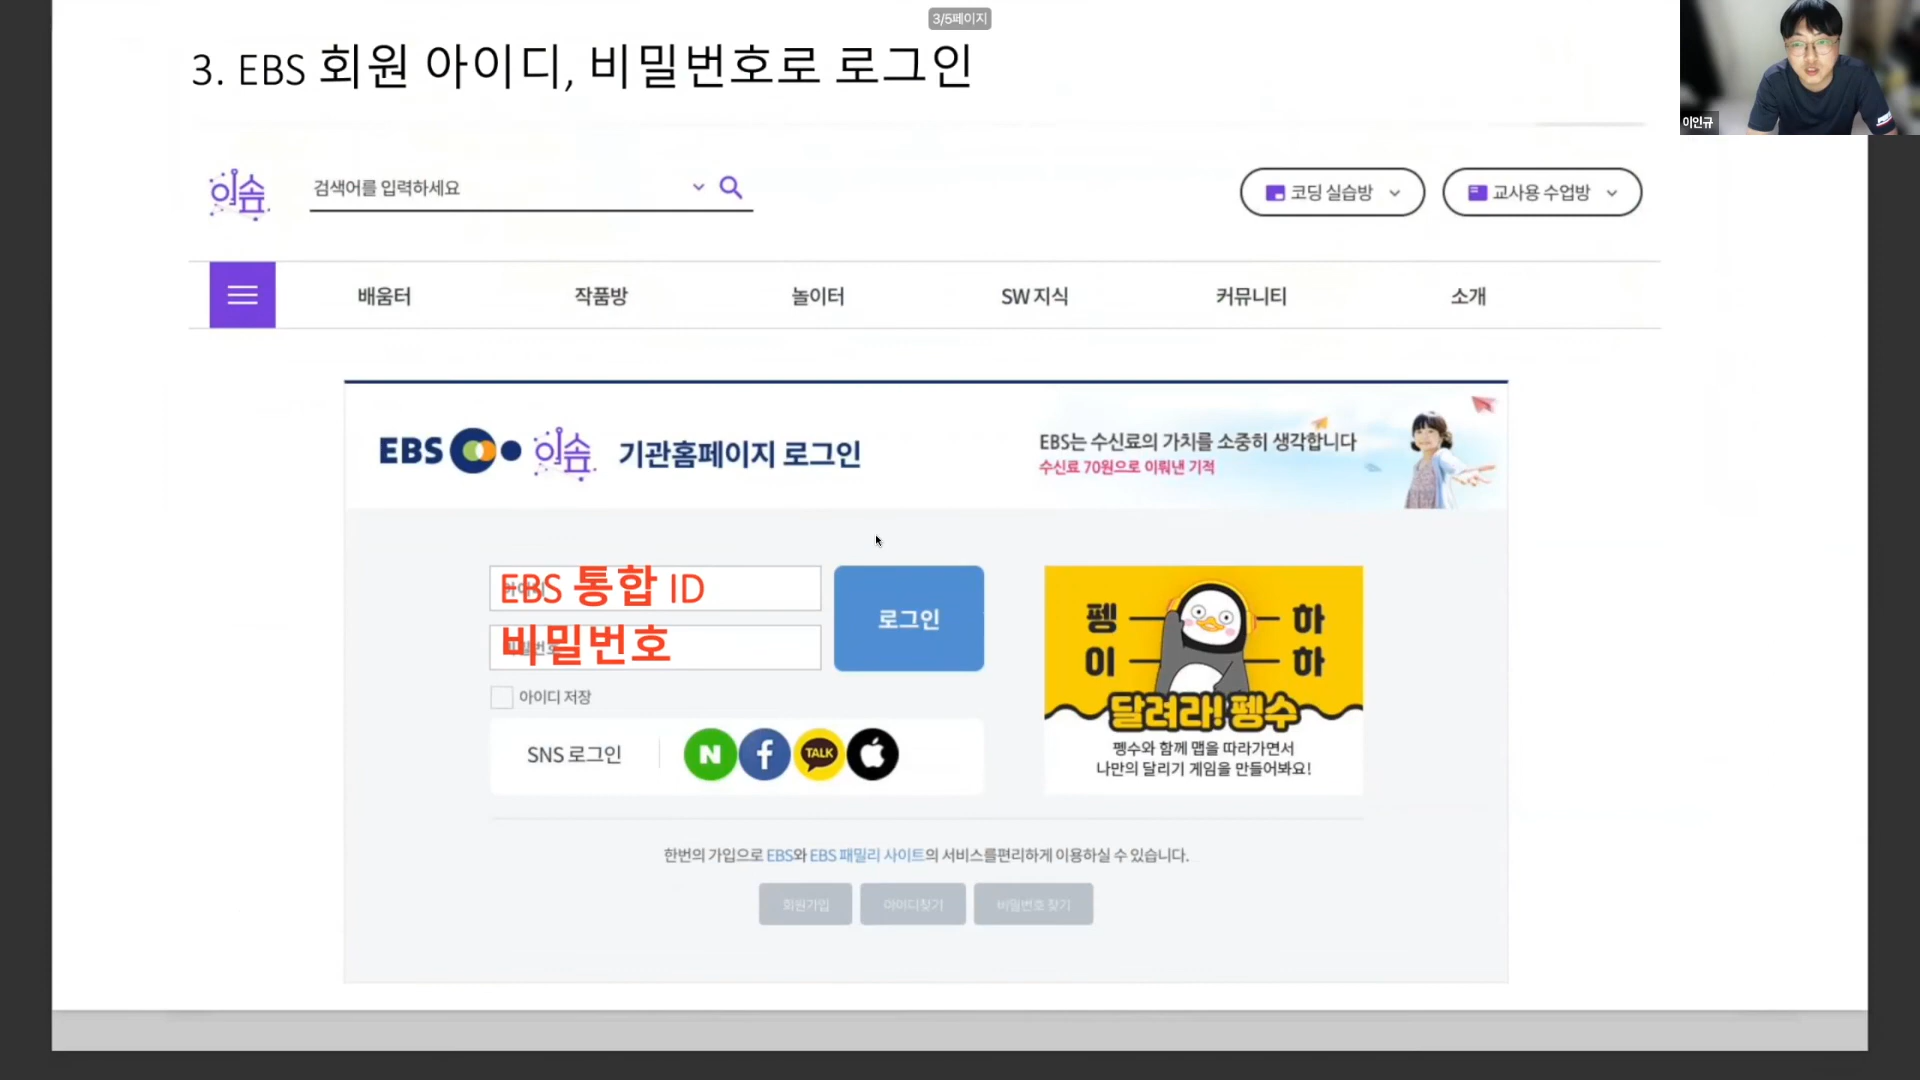 3/5페이지
3. EBS 회원 아이디, 비밀번호로 로그인
이인규
이솦
검색어를 입력하세요
코딩 실습방
교사용 수업방
배움터
작품방
놀이터
SW 지식
커뮤니티
소개
EBS 이솦 기관홈페이지 로그인
EBS는 수신료의 가치를 소중히 생각합니다
수신료 70원으로 이뤄낸 기적
EBS 통합 ID
비밀번호
로그인
아이디 저장
SNS 로그인
N
f
TALK
펭 하
이 하
달려라! 펭수
펭수와 함께 맵을 따라가면서
나만의 달리기 게임을 만들어봐요!
한번의 가입으로 EBS와 EBS 패밀리 사이트의 서비스를편리하게 이용하실 수 있습니다.
회원가입
아이디찾기
비밀번호 찾기